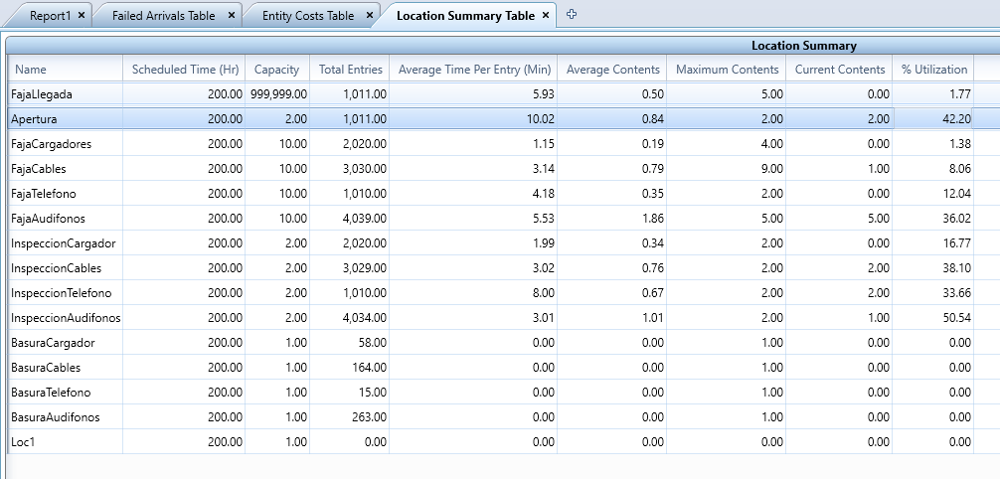 Report1 × Failed Arrivals Table × Entity Costs Table × Location Summary Table ×
Location Summary
Name Scheduled Time (Hr) Capacity Total Entries Average Time Per Entry (Min) Average Contents Maximum Contents Current Contents % Utilization
FajaLlegada 200.00 999,999.00 1,011.00 5.93 0.50 5.00 0.00 1.77
Apertura 200.00 2.00 1,011.00 10.02 0.84 2.00 2.00 42.20
FajaCargadores 200.00 10.00 2,020.00 1.15 0.19 4.00 0.00 1.38
FajaCables 200.00 10.00 3,030.00 3.14 0.79 9.00 1.00 8.06
FajaTelefono 200.00 10.00 1,010.00 4.18 0.35 2.00 0.00 12.04
FajaAudifonos 200.00 10.00 4,039.00 5.53 1.86 5.00 5.00 36.02
InspeccionCargador 200.00 2.00 2,020.00 1.99 0.34 2.00 0.00 16.77
InspeccionCables 200.00 2.00 3,029.00 3.02 0.76 2.00 2.00 38.10
InspeccionTelefono 200.00 2.00 1,010.00 8.00 0.67 2.00 2.00 33.66
InspeccionAudifonos 200.00 2.00 4,034.00 3.01 1.01 2.00 1.00 50.54
BasuraCargador 200.00 1.00 58.00 0.00 0.00 1.00 0.00 0.00
BasuraCables 200.00 1.00 164.00 0.00 0.00 1.00 0.00 0.00
BasuraTelefono 200.00 1.00 15.00 0.00 0.00 1.00 0.00 0.00
BasuraAudifonos 200.00 1.00 263.00 0.00 0.00 1.00 0.00 0.00
Loc1 200.00 1.00 0.00 0.00 0.00 0.00 0.00 0.00